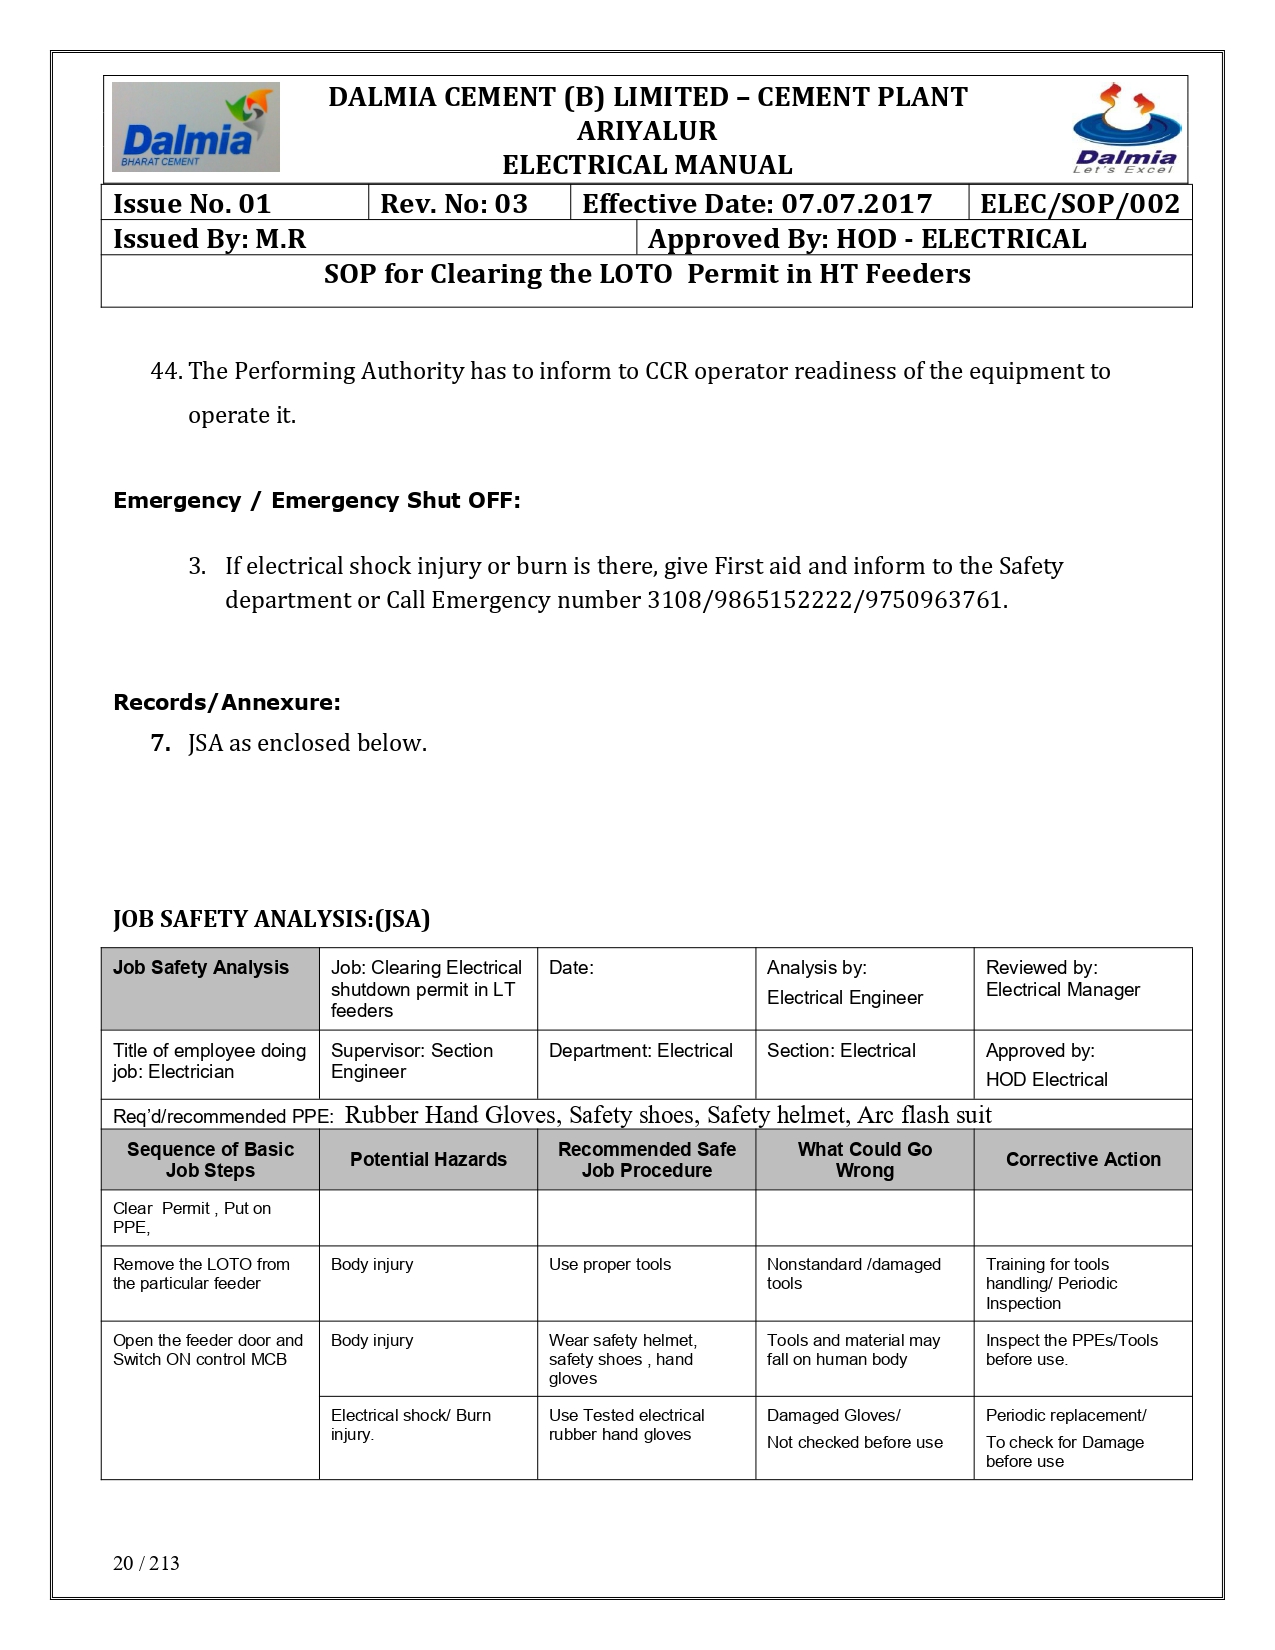 Dalmia
BHARAT CEMENT
DALMIA CEMENT (B) LIMITED – CEMENT PLANT
ARIYALUR
ELECTRICAL MANUAL
Dalmia
Let's Excel
Issue No. 01 Rev. No: 03 Effective Date: 07.07.2017 ELEC/SOP/002
Issued By: M.R Approved By: HOD - ELECTRICAL
SOP for Clearing the LOTO Permit in HT Feeders
44. The Performing Authority has to inform to CCR operator readiness of the equipment to
operate it.
Emergency / Emergency Shut OFF:
3. If electrical shock injury or burn is there, give First aid and inform to the Safety
department or Call Emergency number 3108/9865152222/9750963761.
Records/Annexure:
7. JSA as enclosed below.
JOB SAFETY ANALYSIS:(JSA)
Job Safety Analysis
Job: Clearing Electrical
shutdown permit in LT
feeders
Date:
Analysis by:
Electrical Engineer
Reviewed by:
Electrical Manager
Title of employee doing
job: Electrician
Supervisor: Section
Engineer
Department: Electrical
Section: Electrical
Approved by:
HOD Electrical
Req'd/recommended PPE: Rubber Hand Gloves, Safety shoes, Safety helmet, Arc flash suit
Sequence of Basic
Job Steps
Potential Hazards
Recommended Safe
Job Procedure
What Could Go
Wrong
Corrective Action
Clear Permit , Put on
PPE,
Remove the LOTO from
the particular feeder
Body injury
Use proper tools
Nonstandard /damaged
tools
Training for tools
handling/ Periodic
Inspection
Open the feeder door and
Switch ON control MCB
Body injury
Wear safety helmet,
safety shoes , hand
gloves
Tools and material may
fall on human body
Inspect the PPEs/Tools
before use.
Electrical shock/ Burn
injury.
Use Tested electrical
rubber hand gloves
Damaged Gloves/
Not checked before use
Periodic replacement/
To check for Damage
before use
20 / 213